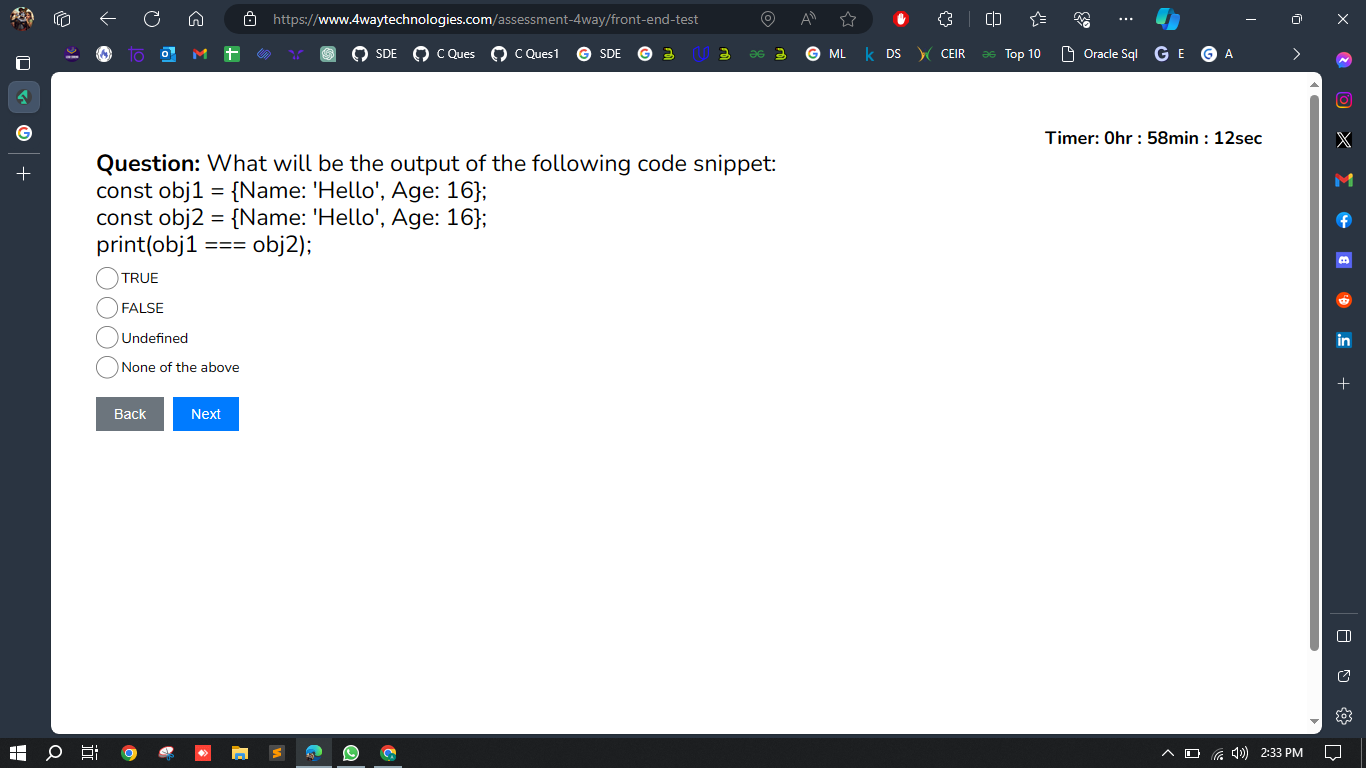 https://www.4waytechnologies.com/assessment-4way/front-end-test
SDE
C Ques
C Ques1
SDE
ML
DS
CEIR
Top 10
Oracle Sql
E
A
Timer: 0hr : 58min : 12sec
Question: What will be the output of the following code snippet:
const obj1 = {Name: 'Hello', Age: 16};
const obj2 = {Name: 'Hello', Age: 16};
print(obj1 === obj2);
TRUE
FALSE
Undefined
None of the above
Back
Next
2:33 PM